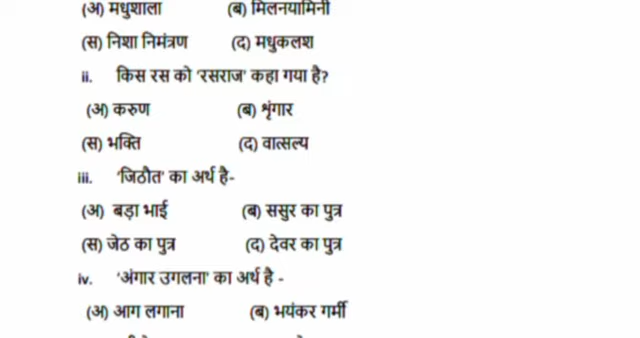 (अ) मधुशाला (ब) मिलनयामिनी
(स) निशा निमंत्रण (द) मधुकलश
ii. किस रस को 'रसराज' कहा गया है?
(अ) करुण (ब) शृंगार
(स) भक्ति (द) वात्सल्य
iii. 'जिठौत' का अर्थ है-
(अ) बड़ा भाई (ब) ससुर का पुत्र
(स) जेठ का पुत्र (द) देवर का पुत्र
iv. 'अंगार उगलना' का अर्थ है -
(अ) आग लगाना (ब) भयंकर गर्मी